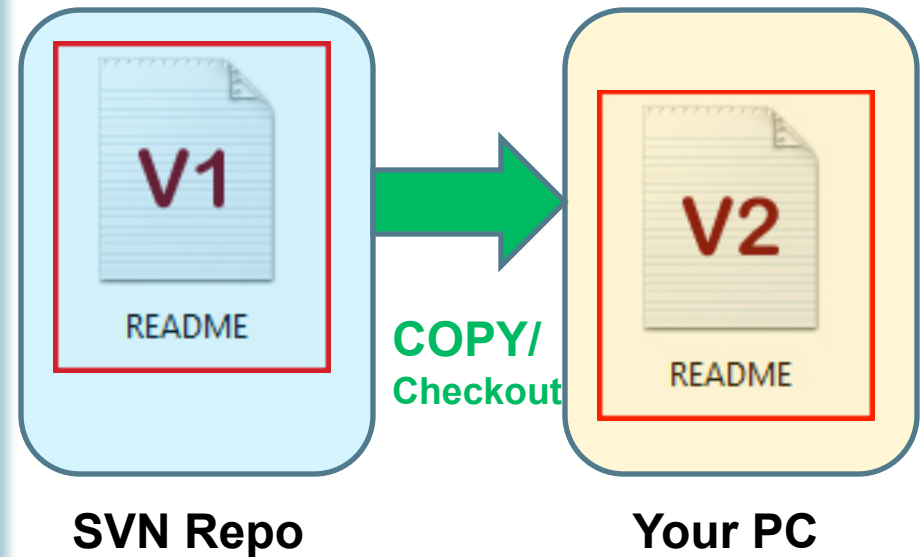 V1
README
COPY/
Checkout
V2
README
SVN Repo
Your PC